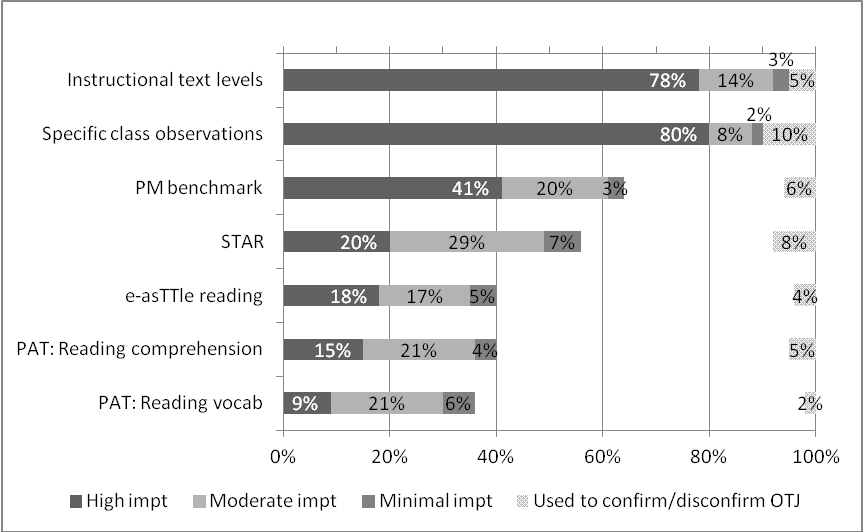 3%
Instructional text levels 78% 14% 5%
2%
Specific class observations 80% 8% 10%
PM benchmark 41% 20% 3% 6%
STAR 20% 29% 7% 8%
e-asTTle reading 18% 17% 5% 4%
PAT: Reading comprehension 15% 21% 4% 5%
PAT: Reading vocab 9% 21% 6% 2%
0% 20% 40% 60% 80% 100%
High impt Moderate impt Minimal impt Used to confirm/disconfirm OTJ